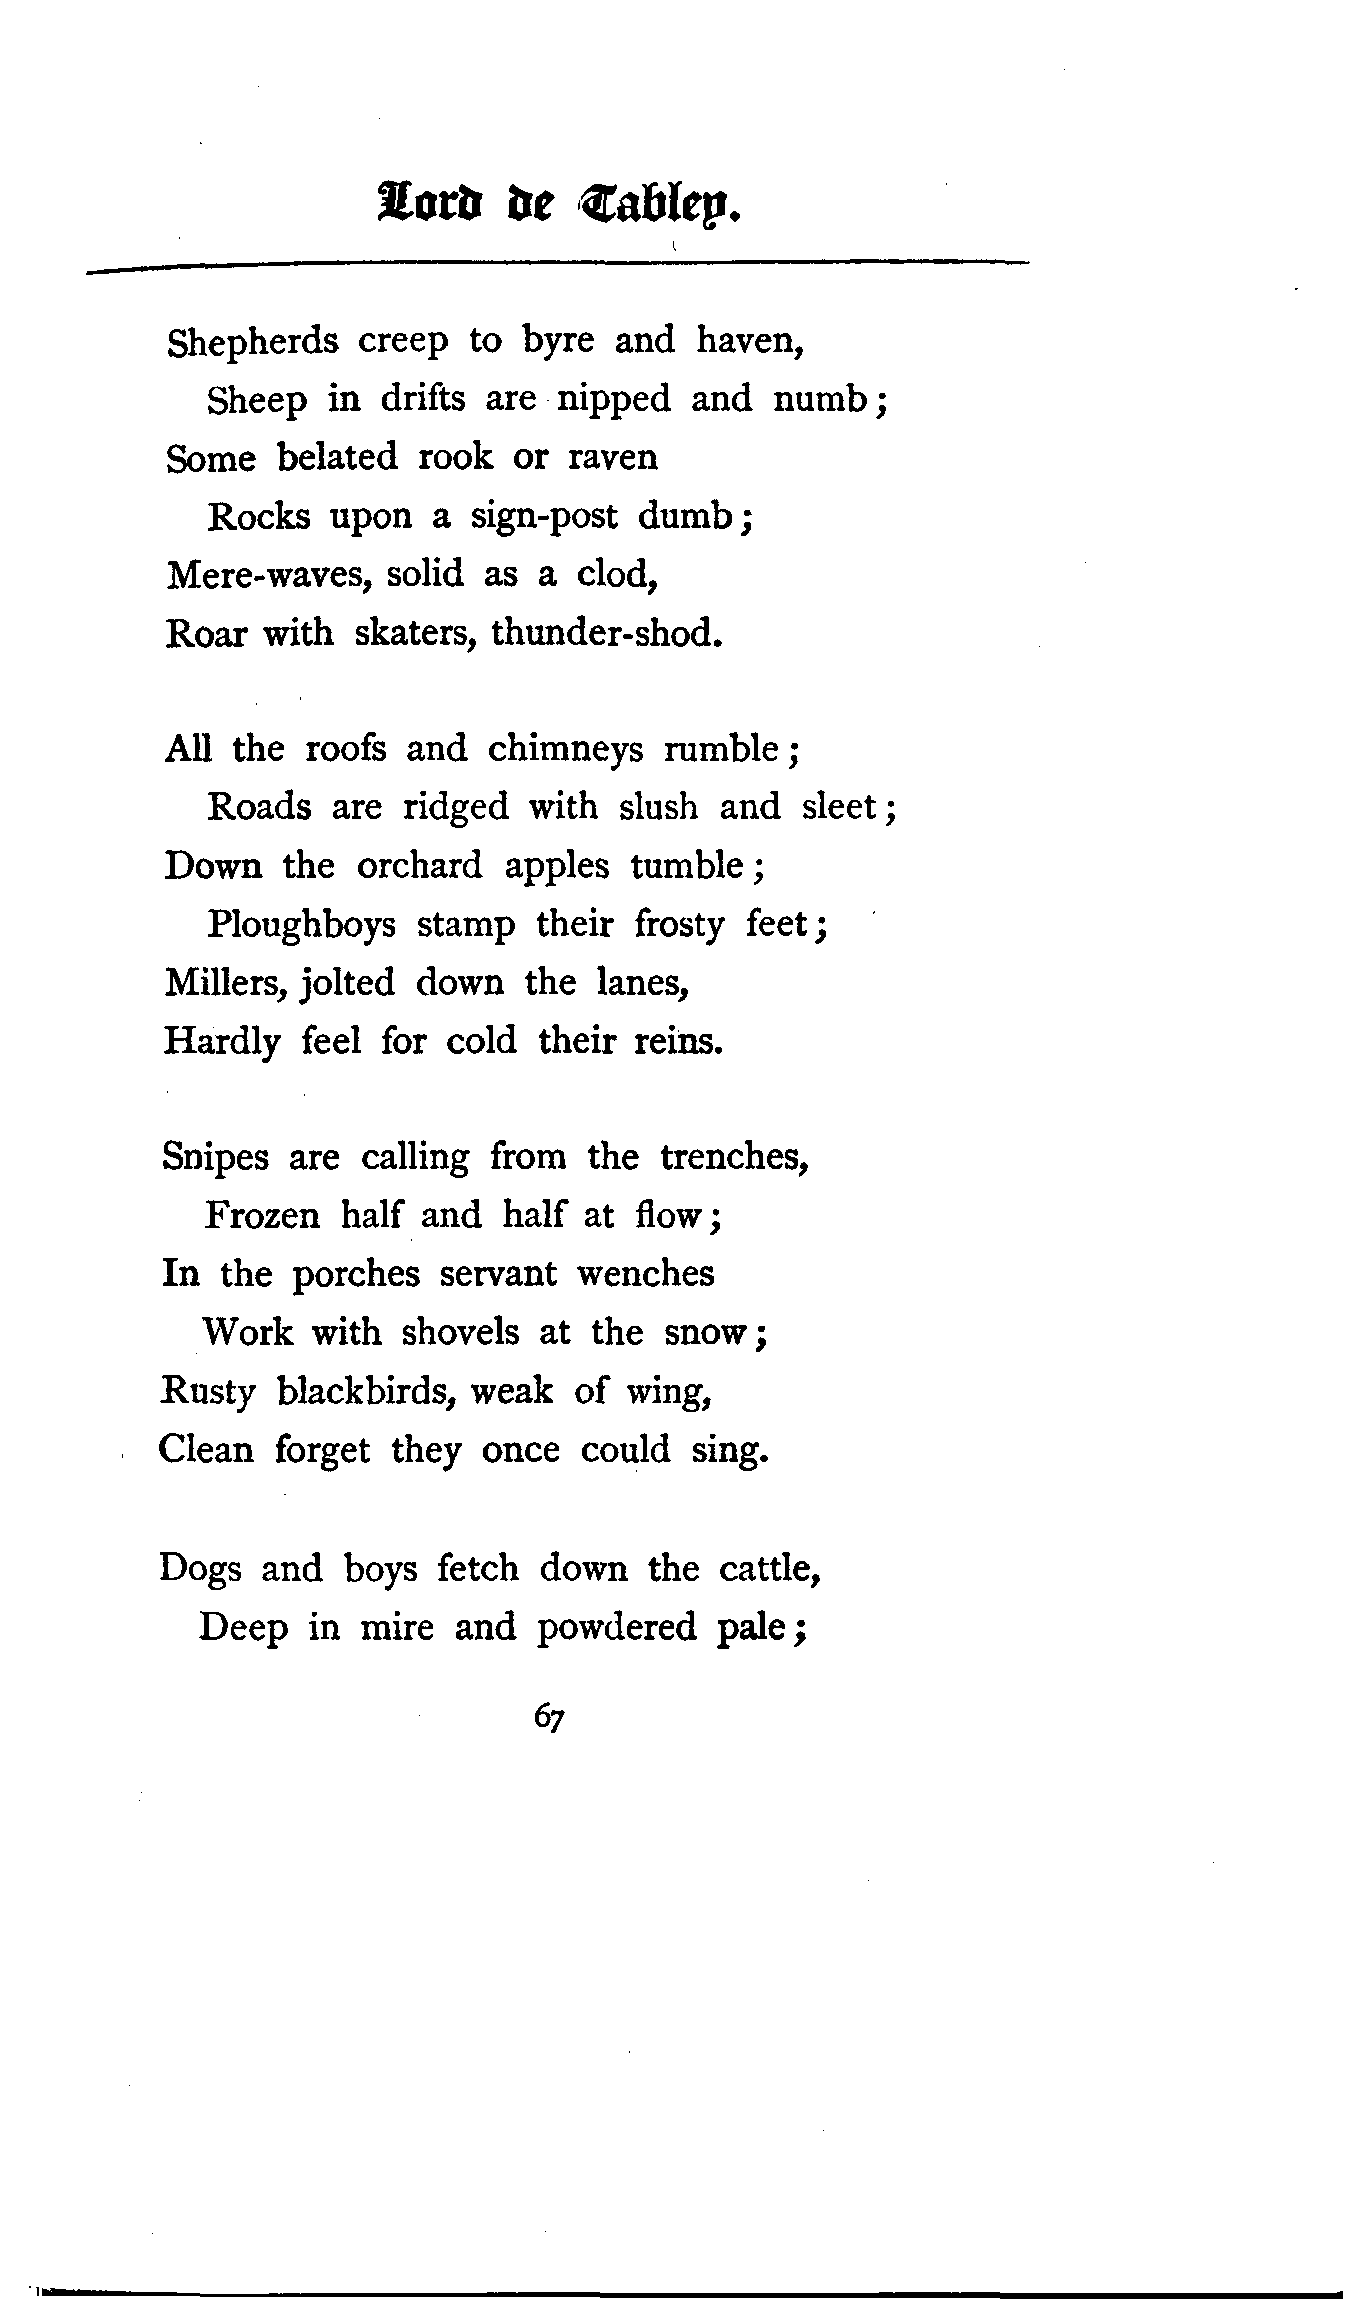 Lord de Tabley.
Shepherds creep to byre and haven,
Sheep in drifts are nipped and numb;
Some belated rook or raven
Rocks upon a sign-post dumb;
Mere-waves, solid as a clod,
Roar with skaters, thunder-shod.
All the roofs and chimneys rumble;
Roads are ridged with slush and sleet;
Down the orchard apples tumble;
Ploughboys stamp their frosty feet;
Millers, jolted down the lanes,
Hardly feel for cold their reins.
Snipes are calling from the trenches,
Frozen half and half at flow;
In the porches servant wenches
Work with shovels at the snow;
Rusty blackbirds, weak of wing,
Clean forget they once could sing.
Dogs and boys fetch down the cattle,
Deep in mire and powdered pale;
67